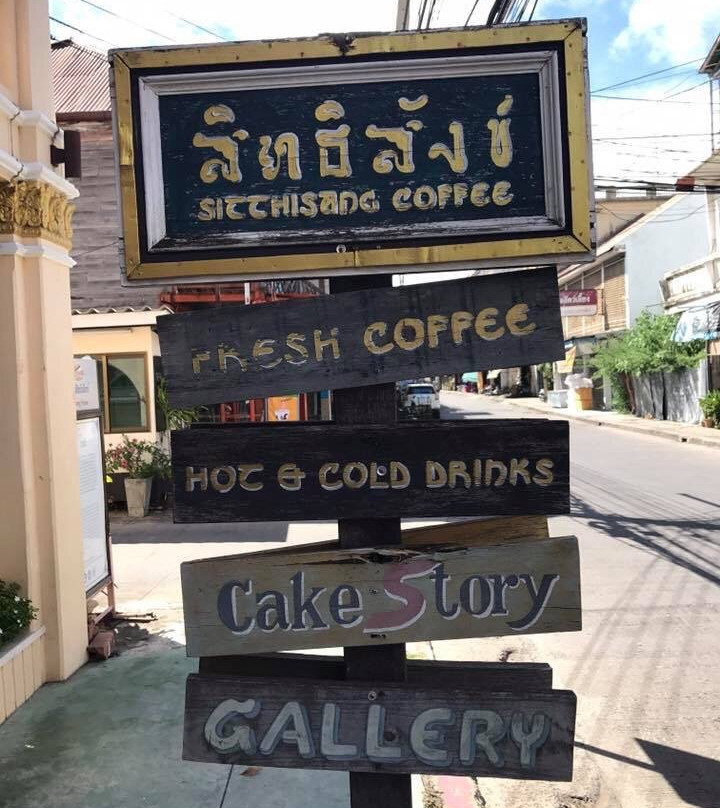 สิทธิสังข์
SITTHISANG COFFEE
FRESH COFFEE
HOT & COLD DRINKS
Cake Story
GALLERY